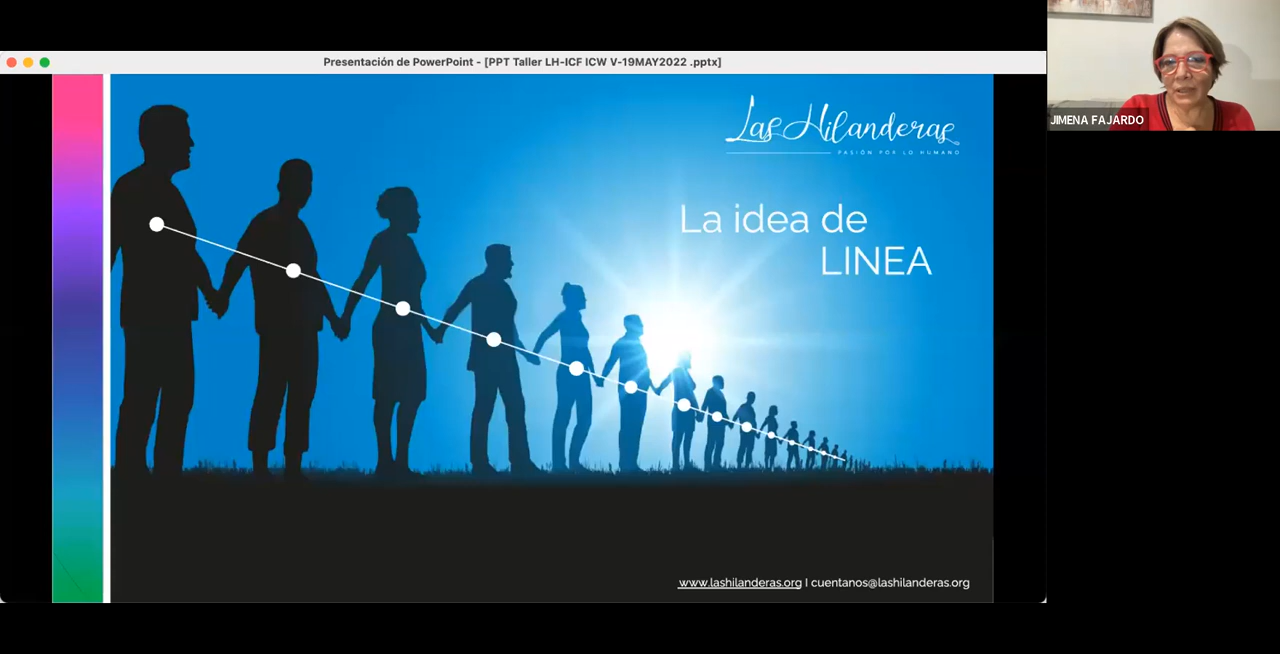 Presentación de PowerPoint - [PPT Taller LH-ICF ICW V-19MAY2022 .pptx]
JIMENA FAJARDO
Las Hilanderas
PASIÓN POR LO HUMANO
La idea de
LINEA
www.lashilanderas.org I cuentanos@lashilanderas.org